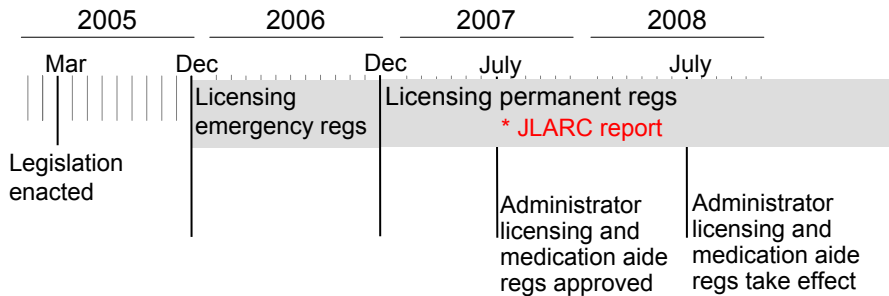 2005 2006 2007 2008
Mar Dec Dec July July
Licensing
emergency regs
Licensing permanent regs
* JLARC report
Legislation
enacted
Administrator
licensing and
medication aide
regs approved
Administrator
licensing and
medication aide
regs take effect